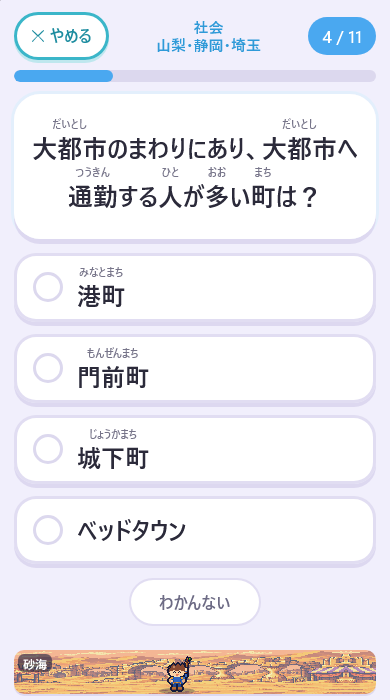 × やめる
社会
山梨・静岡・埼玉
4 / 11
だいとし だいとし
大都市のまわりにあり、大都市へ
つうきん ひと おお まち
通勤する人が多い町は？
みなとまち
港町
もんぜんまち
門前町
じょうかまち
城下町
ベッドタウン
わかんない
砂海